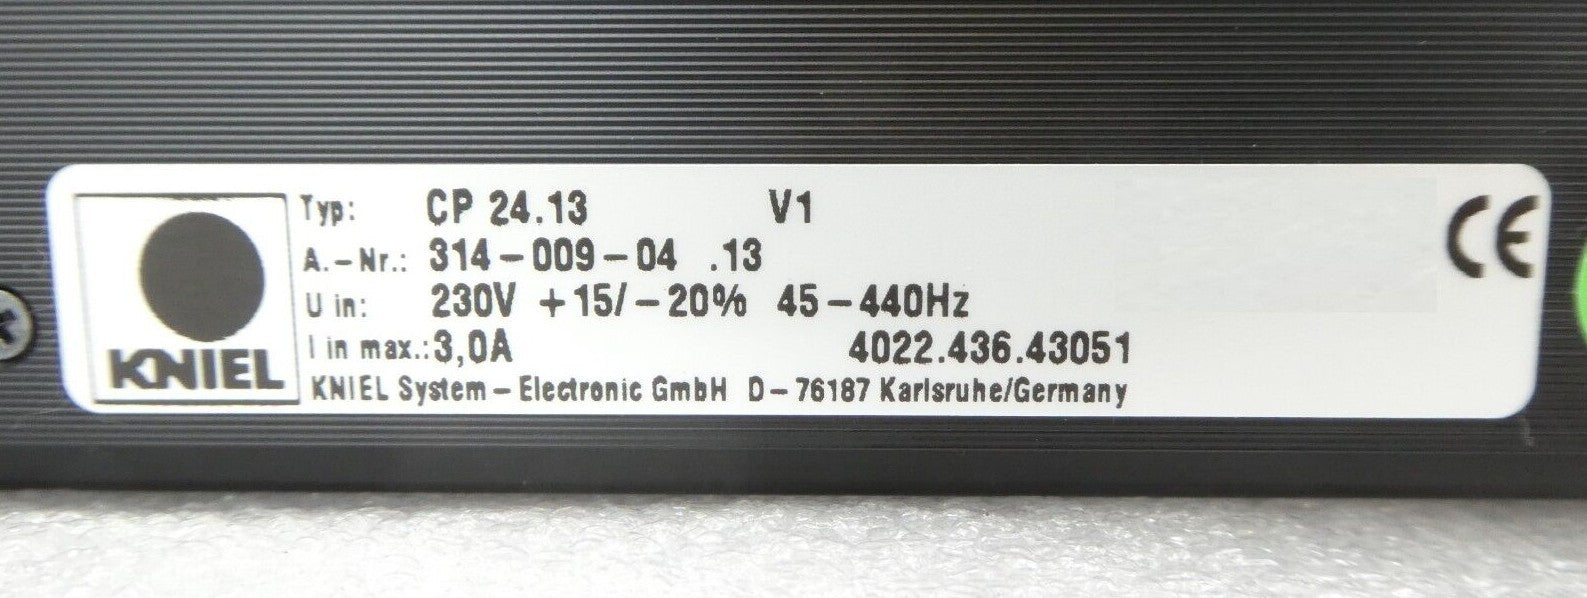 KNIEL
Typ: CP 24.13 V1
A.-Nr.: 314-009-04 .13
U in: 230V +15/-20% 45-440Hz
I in max.: 3,0A 4022.436.43051
KNIEL System-Electronic GmbH D-76187 Karlsruhe/Germany
CE